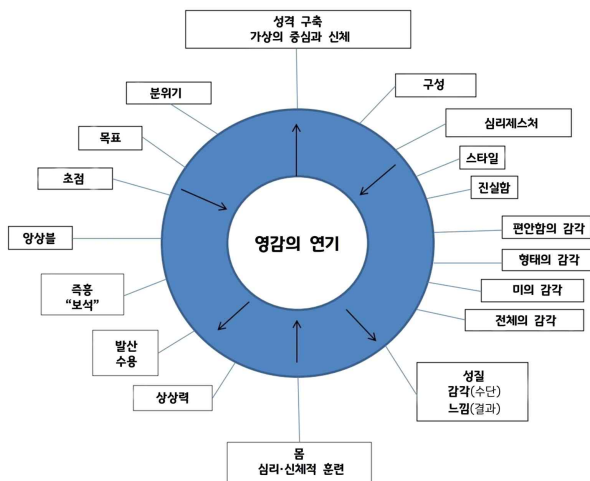 성격 구축
가상의 중심과 신체
구성
분위기
심리제스처
목표
스타일
초점
진실함
편안함의 감각
앙상블
영감의 연기
형태의 감각
즉흥
“보석”
미의 감각
전체의 감각
발산
수용
성질
감각(수단)
느낌(결과)
상상력
몸
심리·신체적 훈련